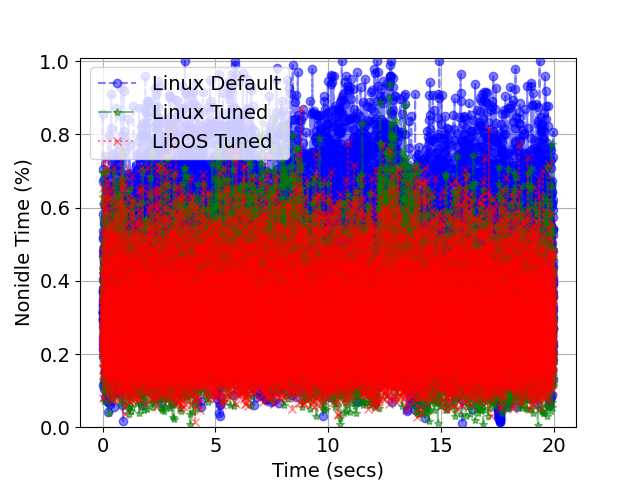 Linux Default
Linux Tuned
LibOS Tuned
1.0
0.8
0.6
0.4
0.2
0.0
Nonidle Time (%)
0 5 10 15 20
Time (secs)